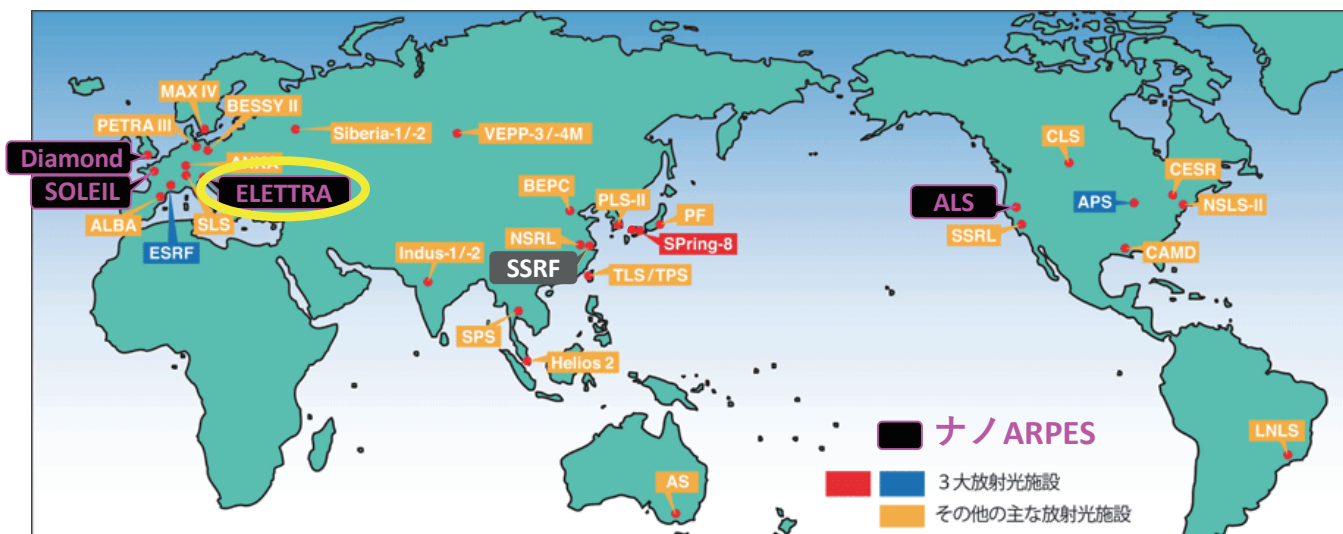 MAX IV
BESSY II
PETRA III
Siberia-1/-2
VEPP-3/-4M
Diamond
ANKA
SOLEIL
ELETTRA
ALBA
SLS
ESRF
BEPC
PLS-II
PF
NSRL
SPring-8
Indus-1/-2
SSRF
TLS/TPS
SPS
Helios 2
AS
CLS
CESR
ALS
APS
NSLS-II
SSRL
CAMD
LNLS
ナノARPES
3大放射光施設
その他の主な放射光施設